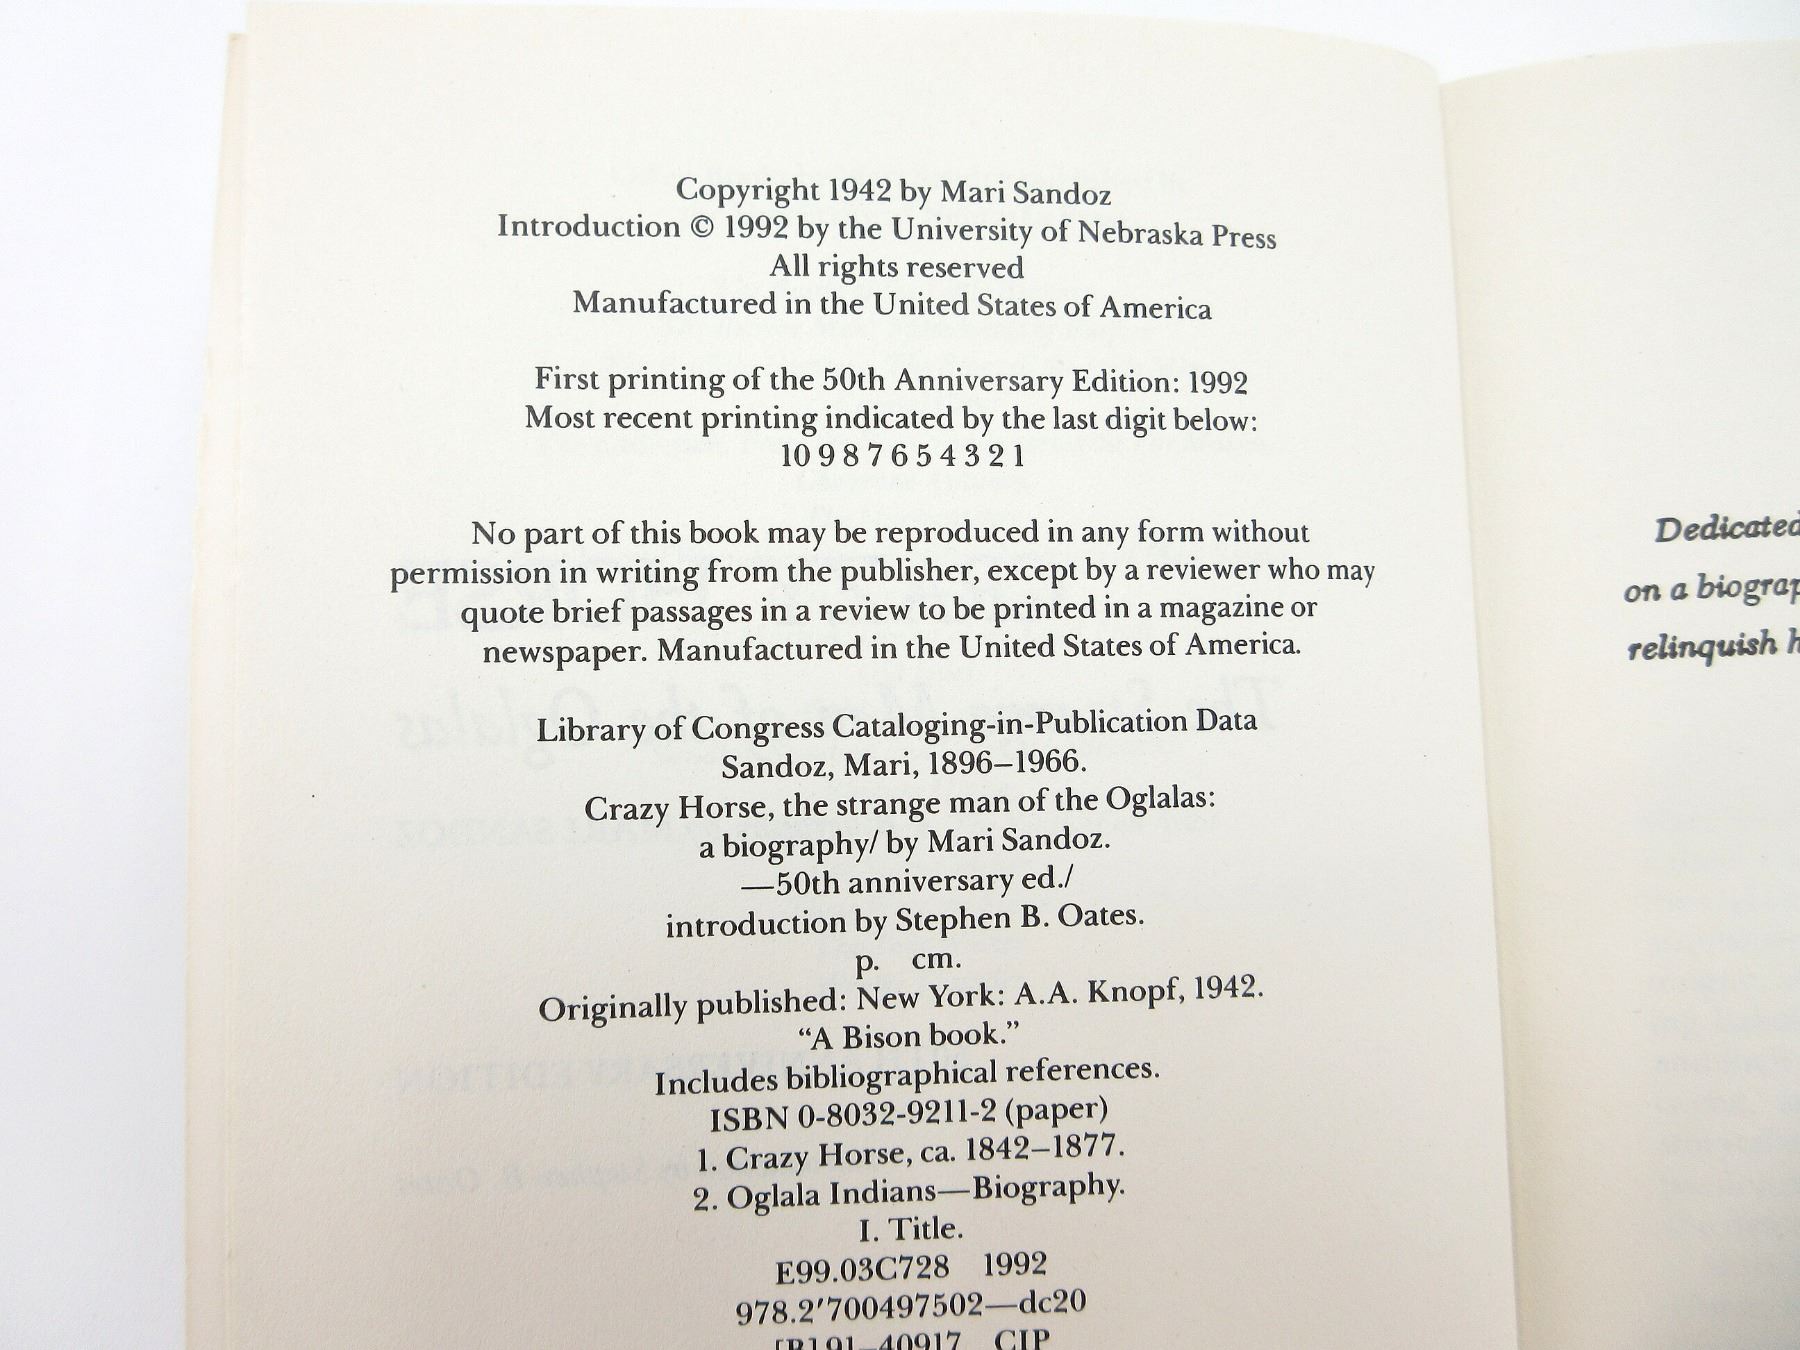 Copyright 1942 by Mari Sandoz
Introduction © 1992 by the University of Nebraska Press
All rights reserved
Manufactured in the United States of America
First printing of the 50th Anniversary Edition: 1992
Most recent printing indicated by the last digit below:
10 9 8 7 6 5 4 3 2 1
No part of this book may be reproduced in any form without
permission in writing from the publisher, except by a reviewer who may
quote brief passages in a review to be printed in a magazine or
newspaper. Manufactured in the United States of America.
Library of Congress Cataloging-in-Publication Data
Sandoz, Mari, 1896–1966.
Crazy Horse, the strange man of the Oglalas:
a biography/ by Mari Sandoz.
—50th anniversary ed./
introduction by Stephen B. Oates.
p. cm.
Originally published: New York: A.A. Knopf, 1942.
“A Bison book.”
Includes bibliographical references.
ISBN 0-8032-9211-2 (paper)
1. Crazy Horse, ca. 1842–1877.
2. Oglala Indians—Biography.
I. Title.
E99.03C728 1992
978.2′700497502—dc20
[B] 91–40917 CIP
Dedicated
on a biograp
relinquish h